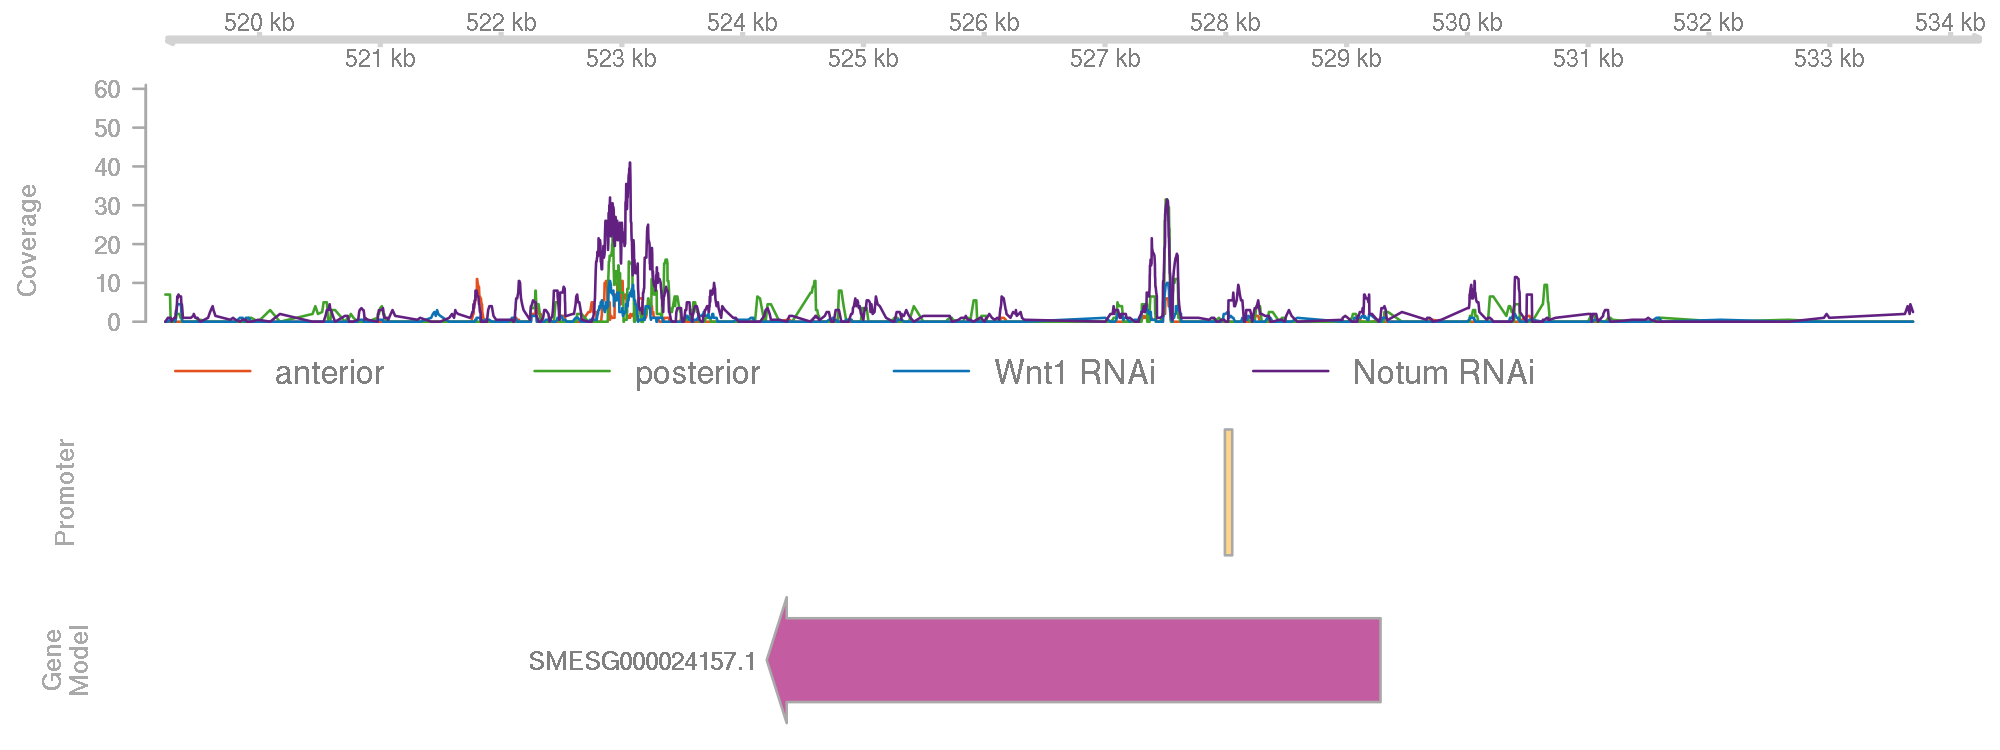 520 kb 522 kb 524 kb 526 kb 528 kb 530 kb 532 kb 534 kb
521 kb 523 kb 525 kb 527 kb 529 kb 531 kb 533 kb
Coverage
60
50
40
30
20
10
0
anterior posterior Wnt1 RNAi Notum RNAi
Promoter
Gene
Model
SMESG000024157.1